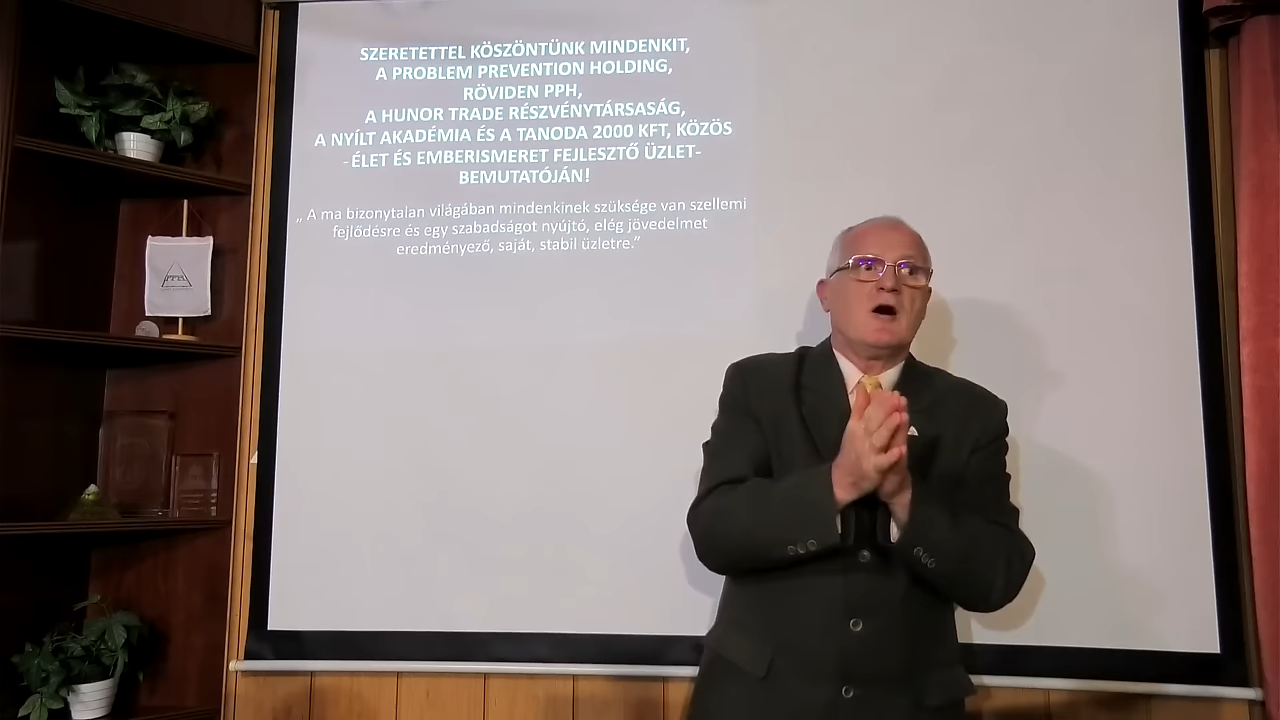 SZERETETTEL KÖSZÖNTÜNK MINDENKIT,
A PROBLEM PREVENTION HOLDING,
RÖVIDEN PPH,
A HUNOR TRADE RÉSZVÉNYTÁRSASÁG,
A NYÍLT AKADÉMIA ÉS A TANODA 2000 KFT, KÖZÖS
- ÉLET ÉS EMBERISMERET FEJLESZTŐ ÜZLET-
BEMUTATÓJÁN!
„ A ma bizonytalan világában mindenkinek szüksége van szellemi
fejlődésre és egy szabadságot nyújtó, elég jövedelmet
eredményező, saját, stabil üzletre.”